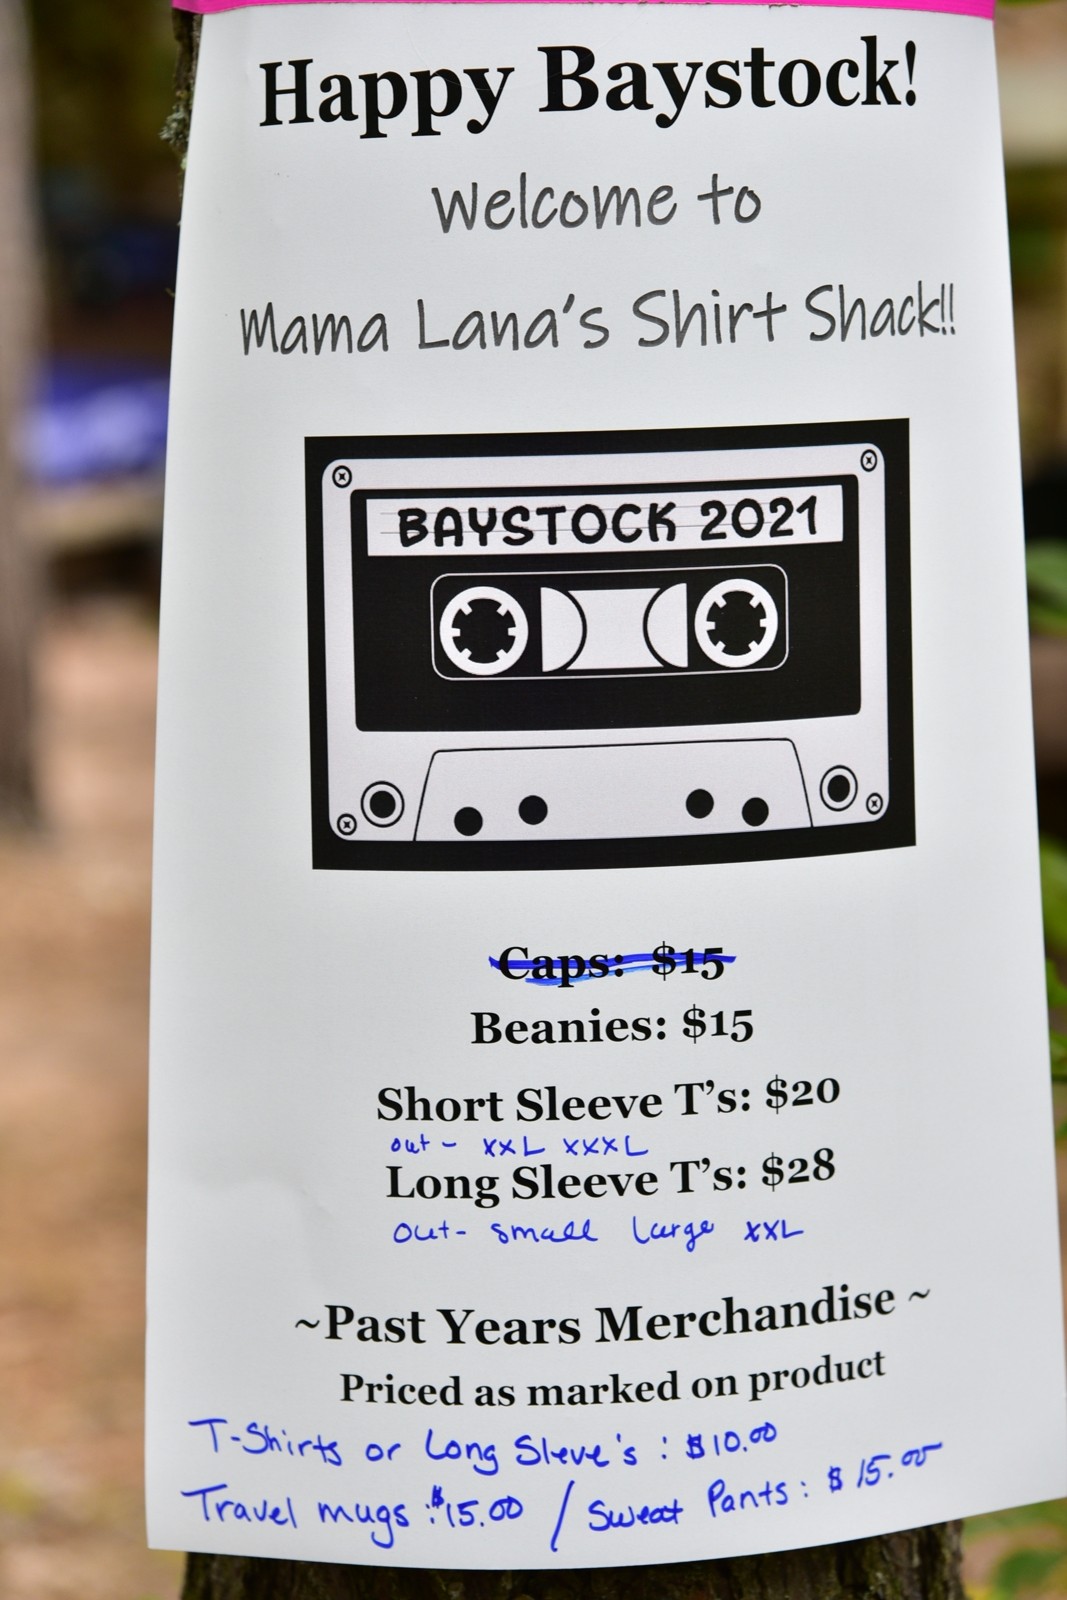 Happy Baystock!
Welcome to
Mama Lana's Shirt Shack!!
BAYSTOCK 2021
Caps: $15
Beanies: $15
Short Sleeve T's: $20
out - XXL XXXL
Long Sleeve T's: $28
out- small large XXL
~Past Years Merchandise ~
Priced as marked on product
T-Shirts or Long Sleve's : $10.00
Travel mugs : $15.00 / Sweat Pants : $15.00